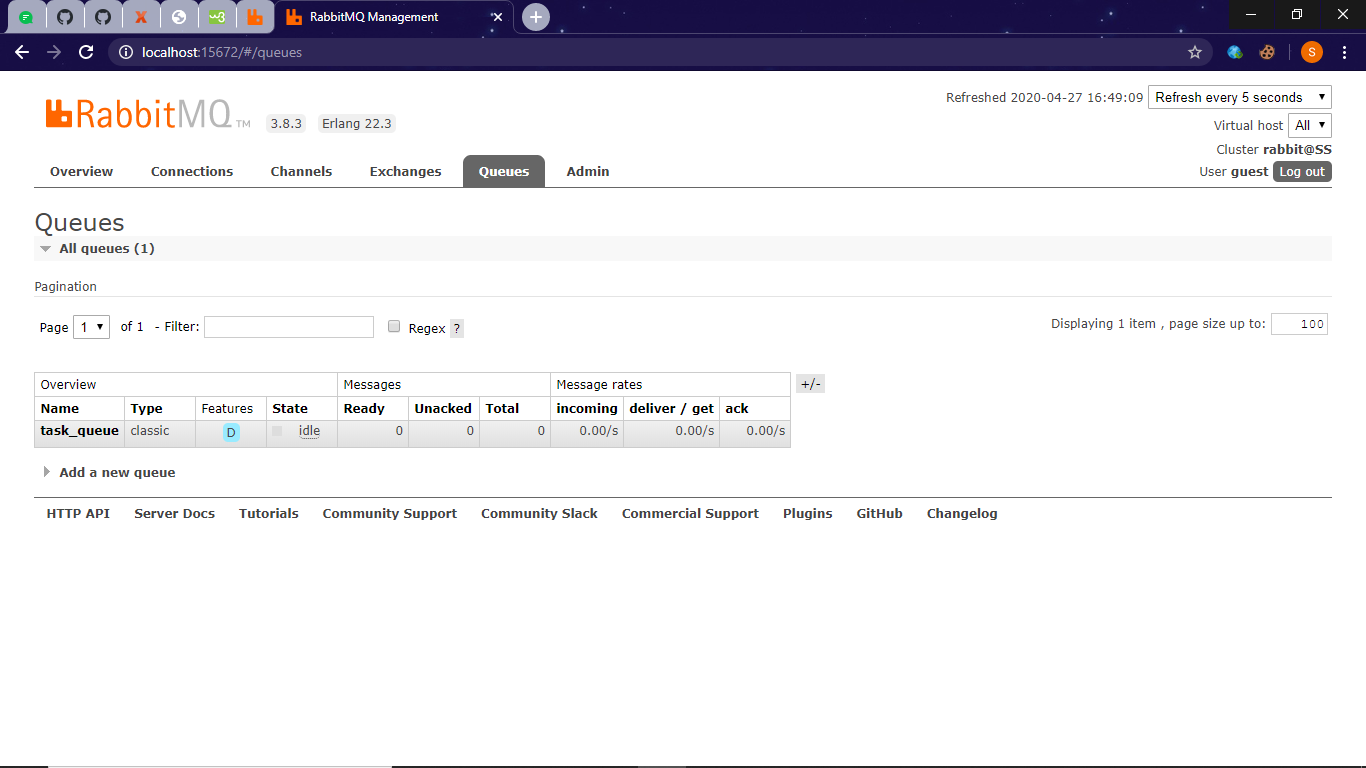 RabbitMQ Management
localhost:15672/#/queues
S
RabbitMQ TM 3.8.3 Erlang 22.3
Refreshed 2020-04-27 16:49:09 Refresh every 5 seconds
Virtual host All
Cluster rabbit@SS
User guest Log out
Overview Connections Channels Exchanges Queues Admin
Queues
All queues (1)
Pagination
Page 1 of 1 - Filter: Regex ?
Displaying 1 item , page size up to: 100
Overview Messages Message rates +/-
Name Type Features State Ready Unacked Total incoming deliver / get ack
task_queue classic D idle 0 0 0 0.00/s 0.00/s 0.00/s
Add a new queue
HTTP API Server Docs Tutorials Community Support Community Slack Commercial Support Plugins GitHub Changelog